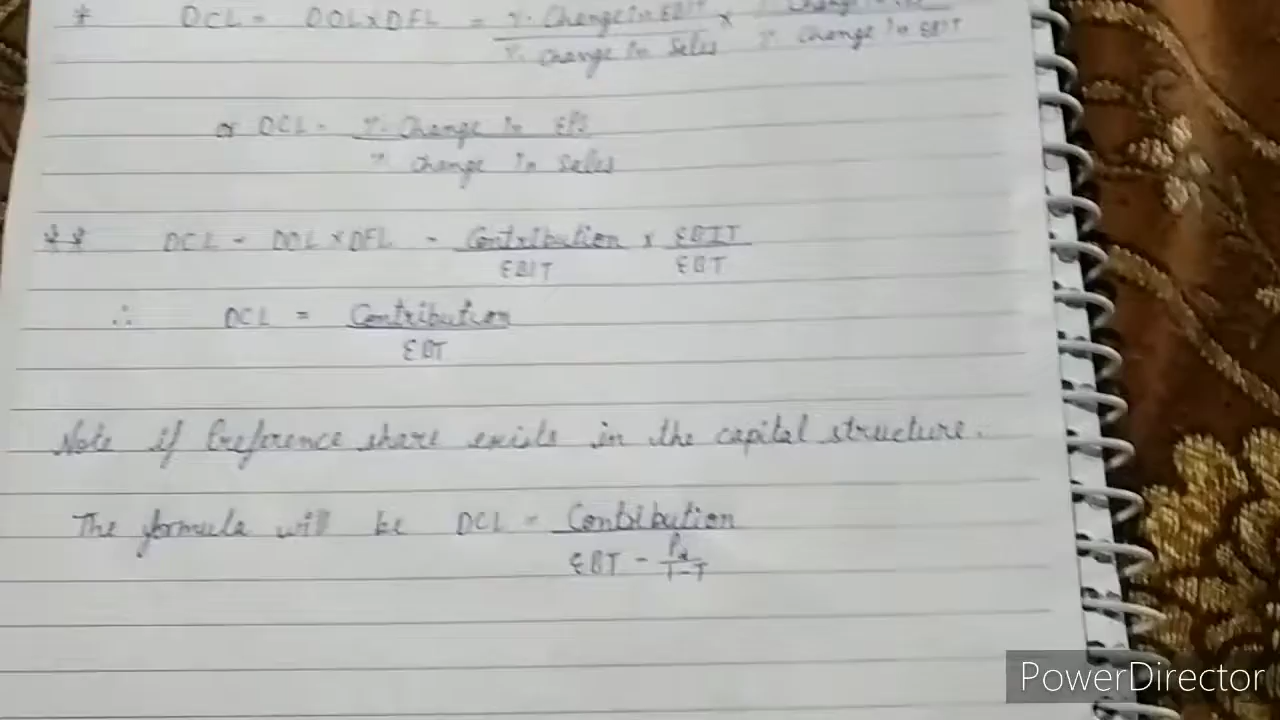 * DCL = DOL x DFL = % Change in EBIT x Change in
% Change in Sales % Change in EBIT
or DCL = % Change in EPS
% Change in Sales
** DCL = DOL x DFL = Contribution x EBIT
EBIT EBT
∴ DCL = Contribution
EBT
Note if Preference share exists in the capital structure.
The formula will be DCL = Contribution
EBT - Pd
1-T
PowerDirector